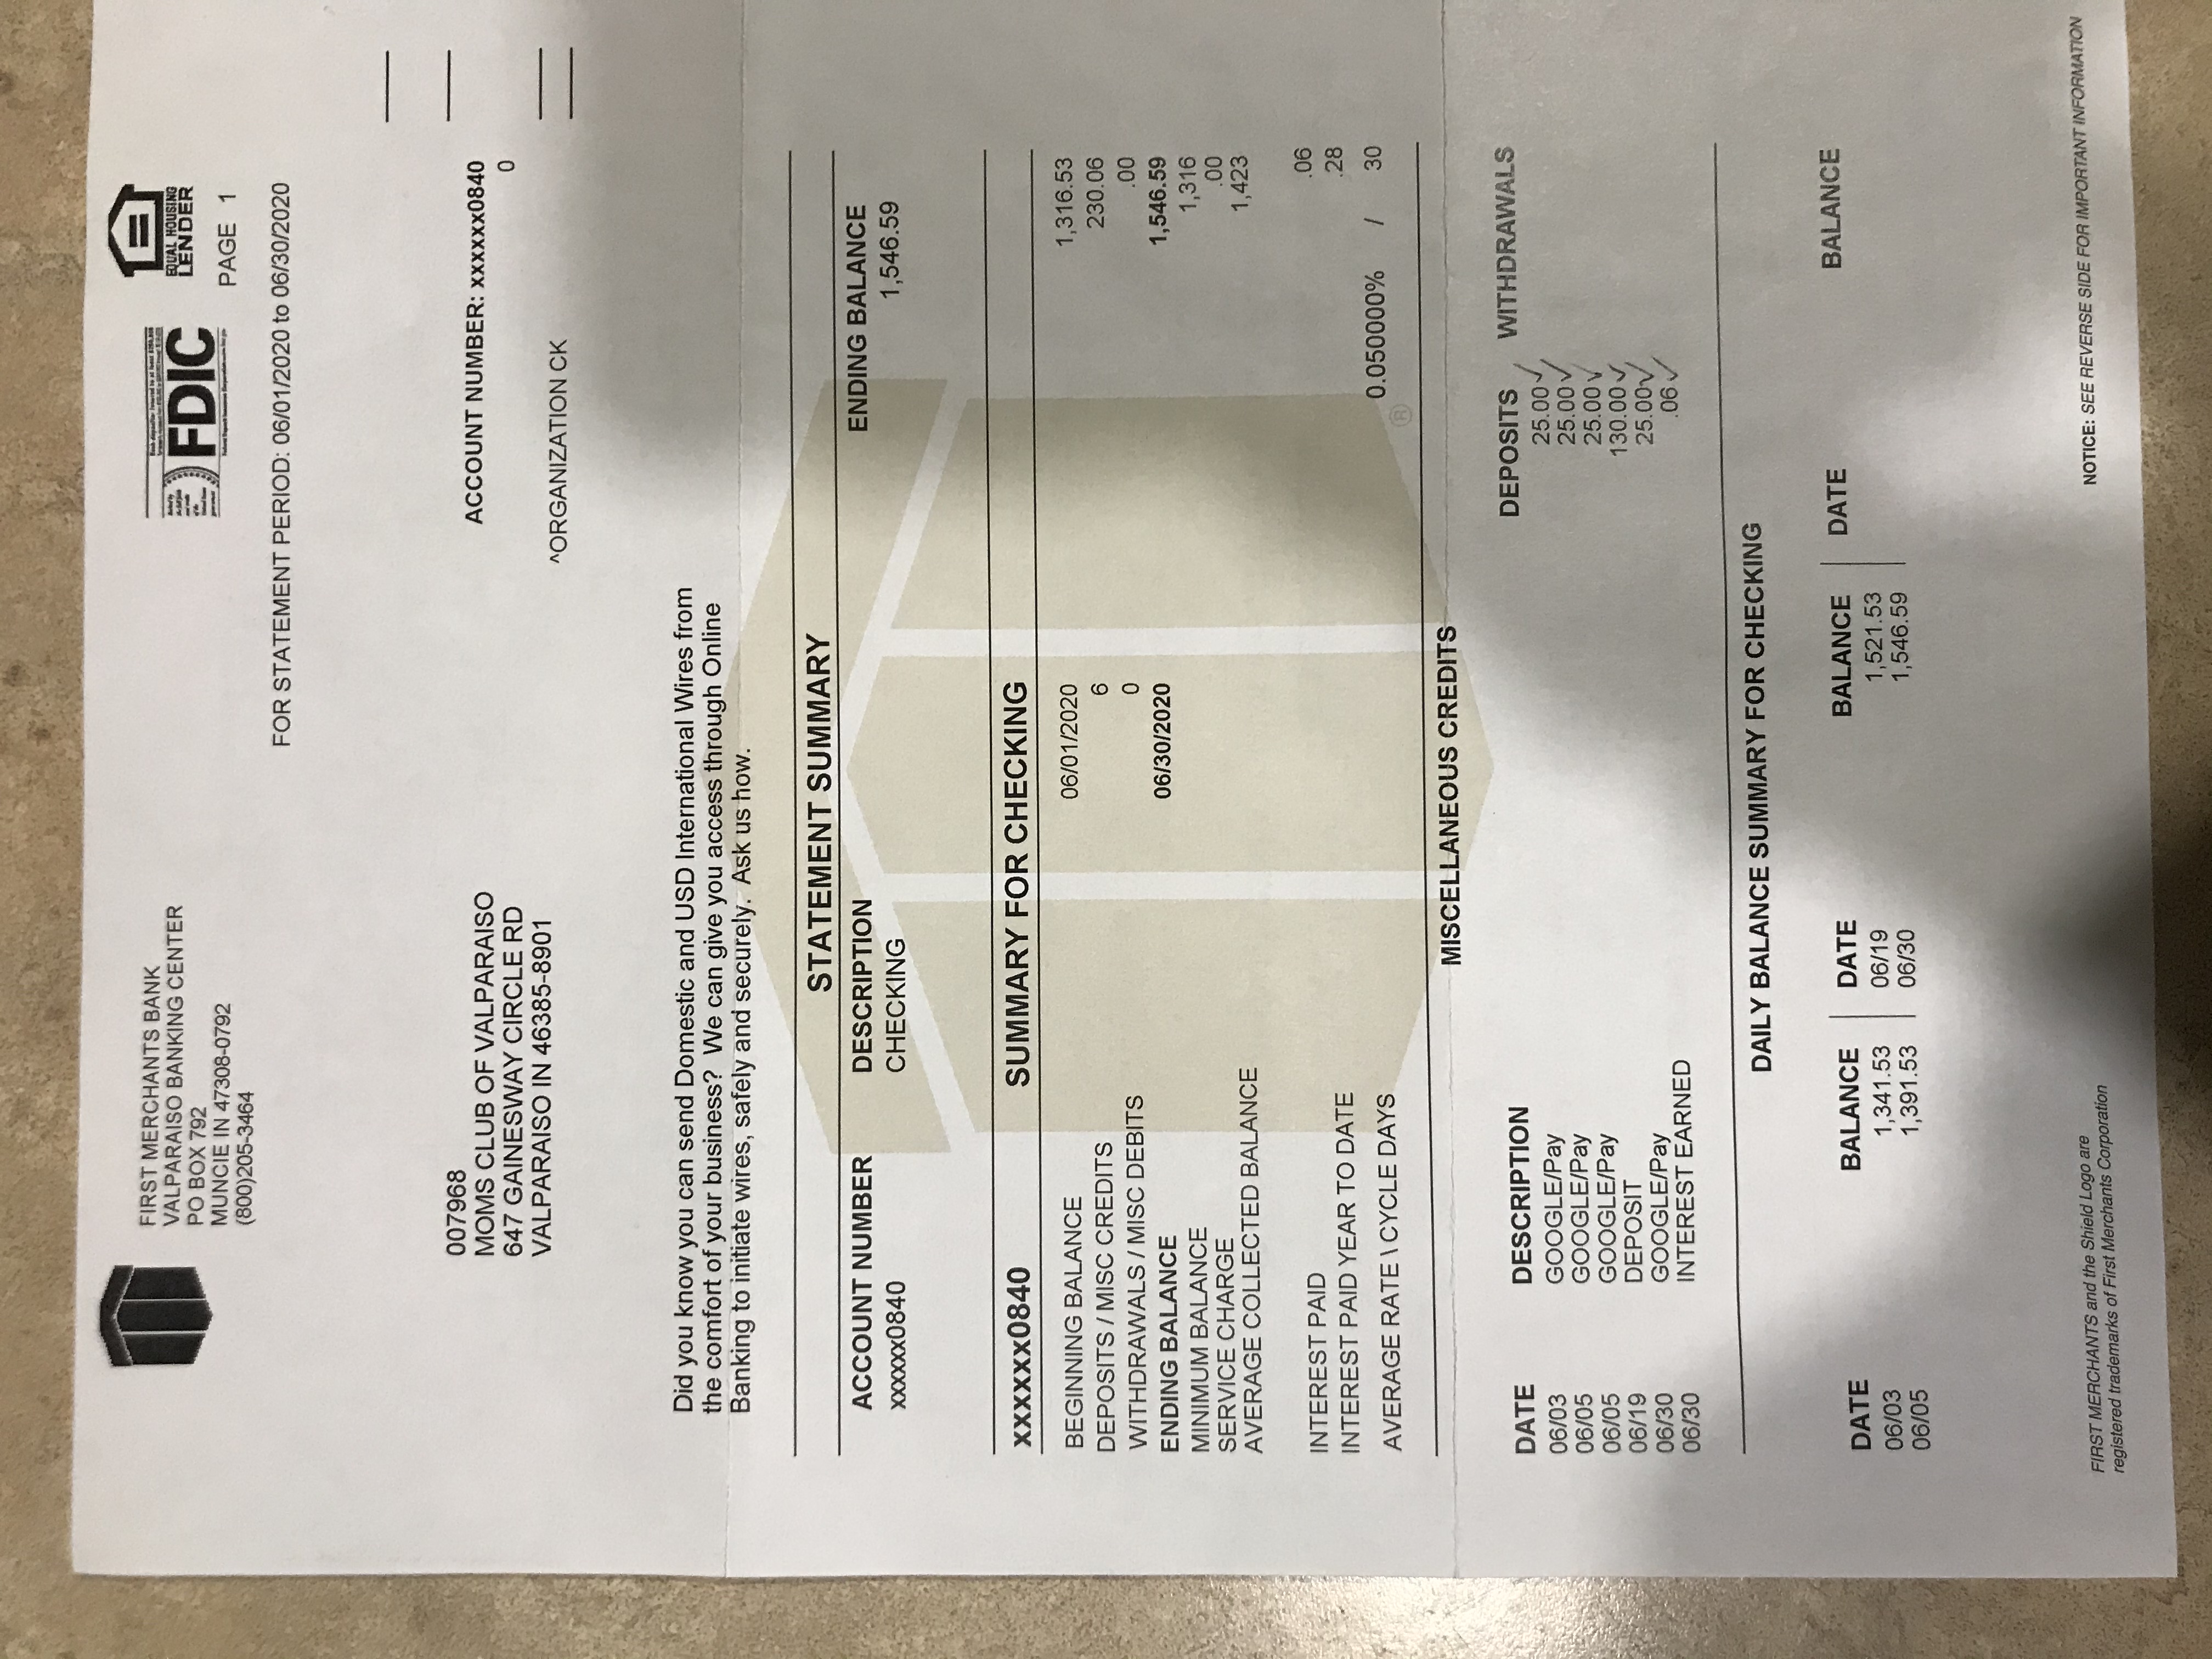 FIRST MERCHANTS BANK
VALPARAISO BANKING CENTER
PO BOX 792
MUNCIE IN 47308-0792
(800)205-3464
FDIC
EQUAL HOUSING
LENDER
PAGE 1
FOR STATEMENT PERIOD: 06/01/2020 to 06/30/2020
007968
MOMS CLUB OF VALPARAISO
647 GAINESWAY CIRCLE RD
VALPARAISO IN 46385-8901
ACCOUNT NUMBER: xxxxxx0840
0
^ORGANIZATION CK
Did you know you can send Domestic and USD International Wires from
the comfort of your business? We can give you access through Online
Banking to initiate wires, safely and securely. Ask us how.
STATEMENT SUMMARY
ACCOUNT NUMBER DESCRIPTION ENDING BALANCE
xxxxxx0840 CHECKING 1,546.59
xxxxxx0840 SUMMARY FOR CHECKING
BEGINNING BALANCE 06/01/2020 1,316.53
DEPOSITS / MISC CREDITS 6 230.06
WITHDRAWALS / MISC DEBITS 0 .00
ENDING BALANCE 06/30/2020 1,546.59
MINIMUM BALANCE 1,316
SERVICE CHARGE .00
AVERAGE COLLECTED BALANCE 1,423
INTEREST PAID .06
INTEREST PAID YEAR TO DATE .28
AVERAGE RATE \ CYCLE DAYS 0.050000% / 30
®
MISCELLANEOUS CREDITS
DATE DESCRIPTION DEPOSITS WITHDRAWALS
06/03 GOOGLE/Pay 25.00 ✓
06/05 GOOGLE/Pay 25.00 ✓
06/05 GOOGLE/Pay 25.00 ✓
06/19 DEPOSIT 130.00 ✓
06/30 GOOGLE/Pay 25.00 ✓
06/30 INTEREST EARNED .06 ✓
DAILY BALANCE SUMMARY FOR CHECKING
DATE BALANCE DATE BALANCE DATE BALANCE
06/03 1,341.53 06/19 1,521.53
06/05 1,391.53 06/30 1,546.59
FIRST MERCHANTS and the Shield Logo are
registered trademarks of First Merchants Corporation
NOTICE: SEE REVERSE SIDE FOR IMPORTANT INFORMATION